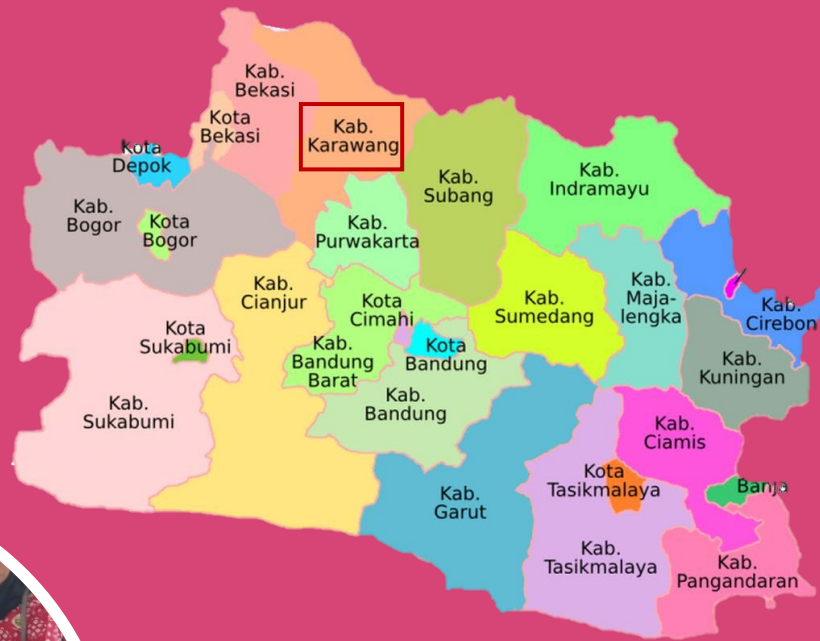 Kab.
Bekasi
Kota
Bekasi
Kab.
Karawang
Kota
Depok
Kab.
Bogor
Kota
Bogor
Kab.
Subang
Kab.
Indramayu
Kab.
Purwakarta
Kab.
Cianjur
Kota
Cimahi
Kab.
Sumedang
Kab.
Maja-
lengka
Kab.
Cirebon
Kota
Sukabumi
Kab.
Bandung
Barat
Kota
Bandung
Kab.
Kuningan
Kab.
Sukabumi
Kab.
Bandung
Kab.
Ciamis
Kab.
Garut
Kota
Tasikmalaya
Banja
Kab.
Tasikmalaya
Kab.
Pangandaran